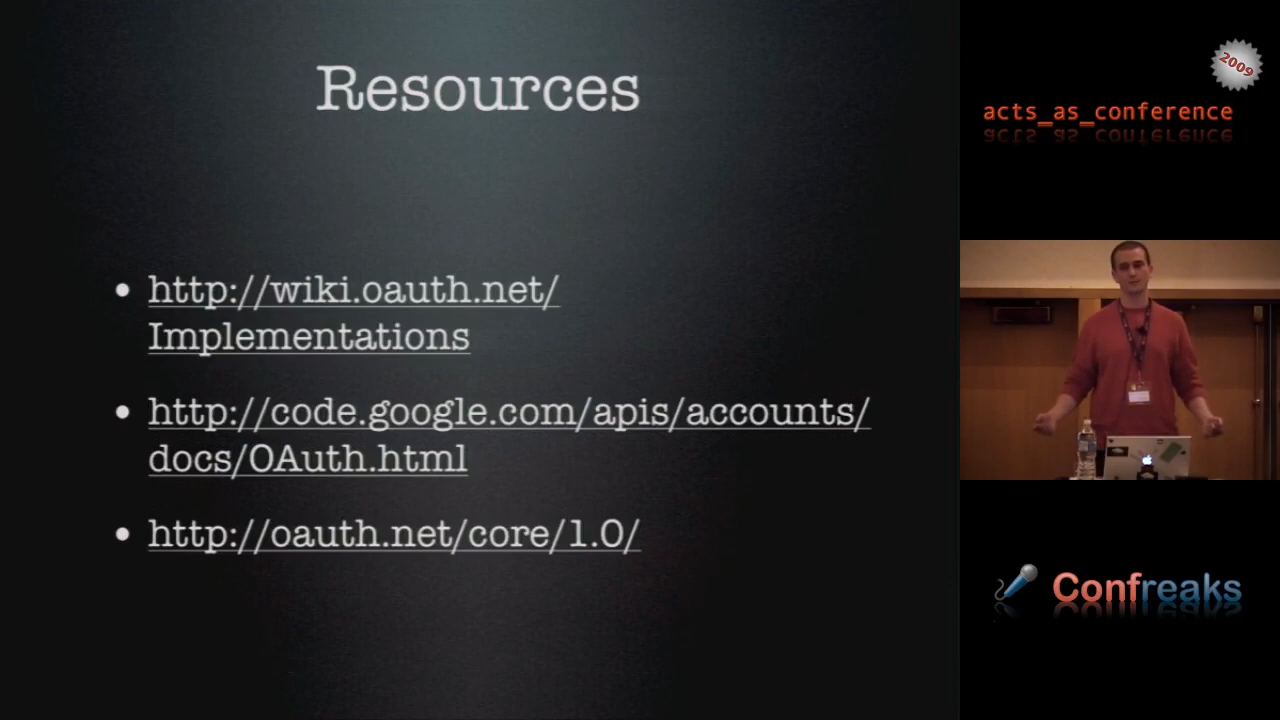 Resources
http://wiki.oauth.net/
Implementations
http://code.google.com/apis/accounts/
docs/OAuth.html
http://oauth.net/core/1.0/
2009
acts_as_conference
Confreaks